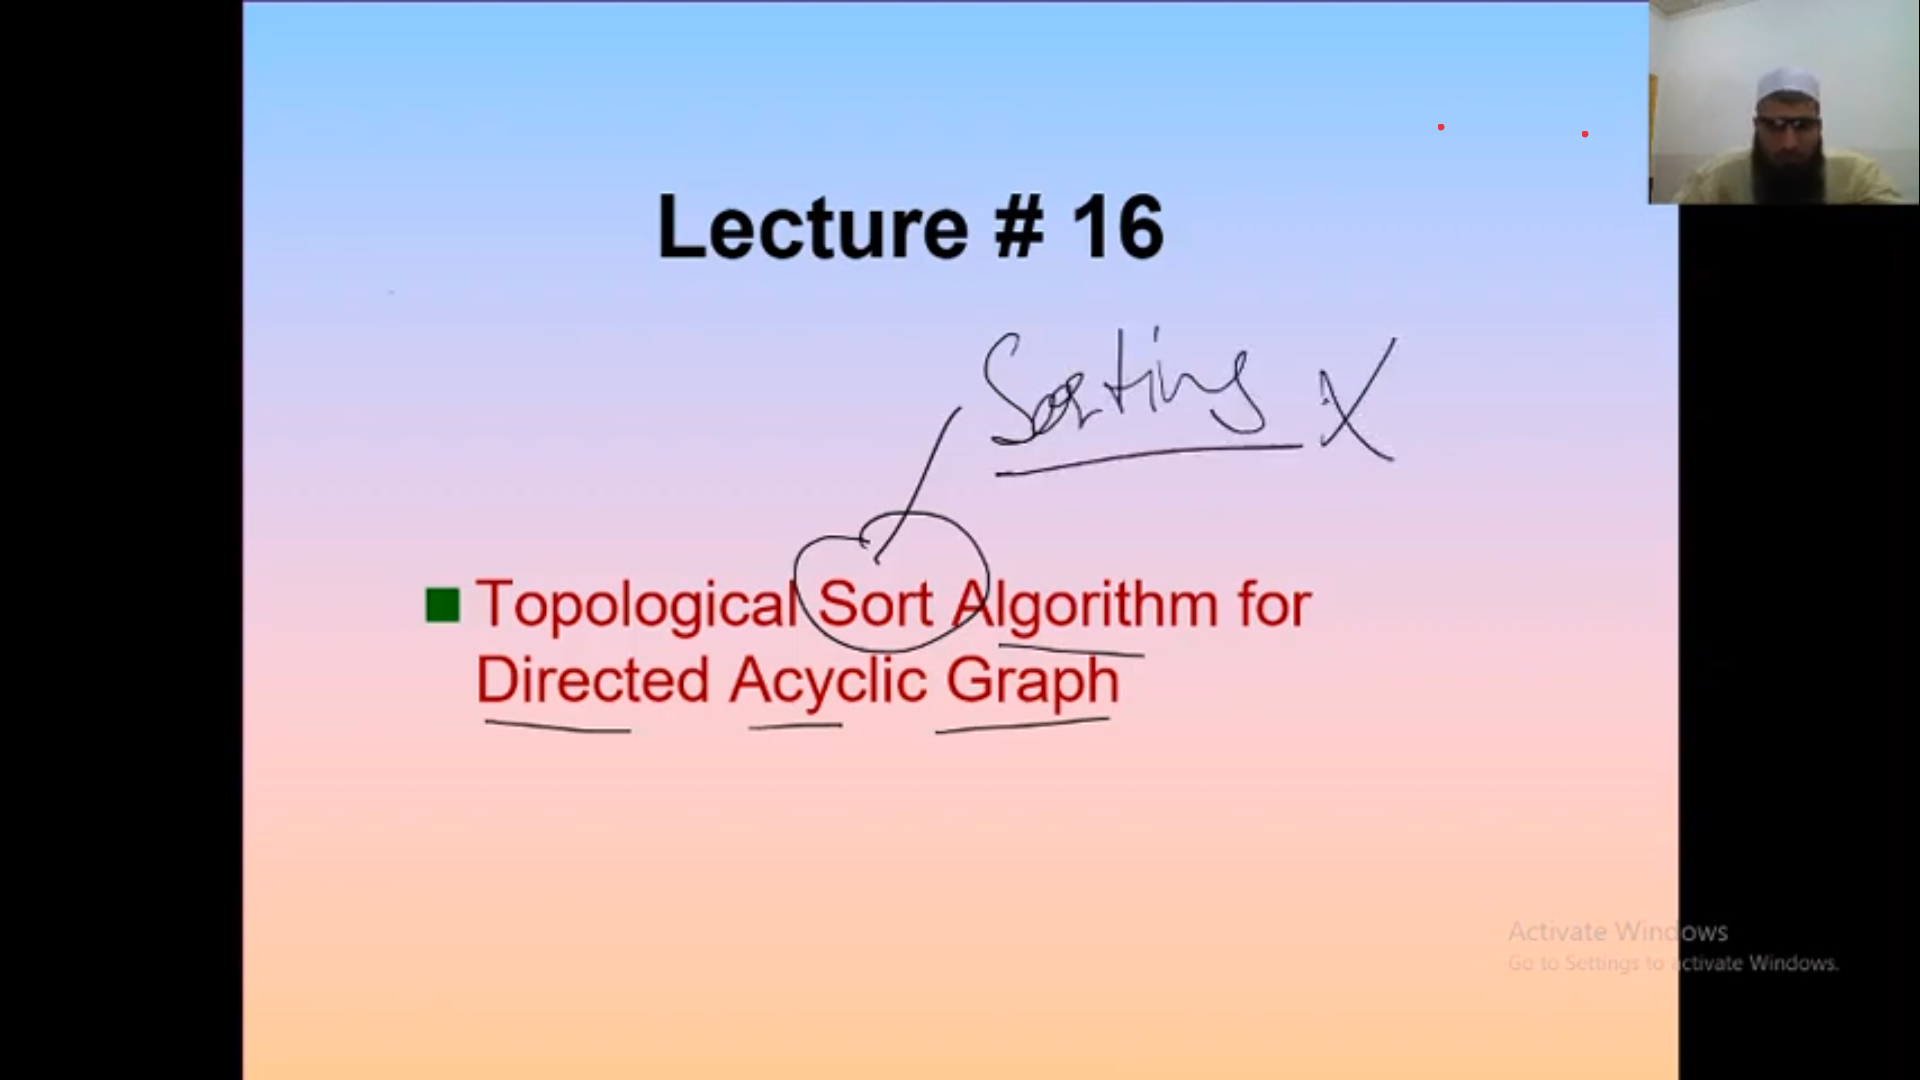 Lecture # 16
Sorting X
Topological Sort Algorithm for
Directed Acyclic Graph
Activate Windows
Go to Settings to activate Windows.